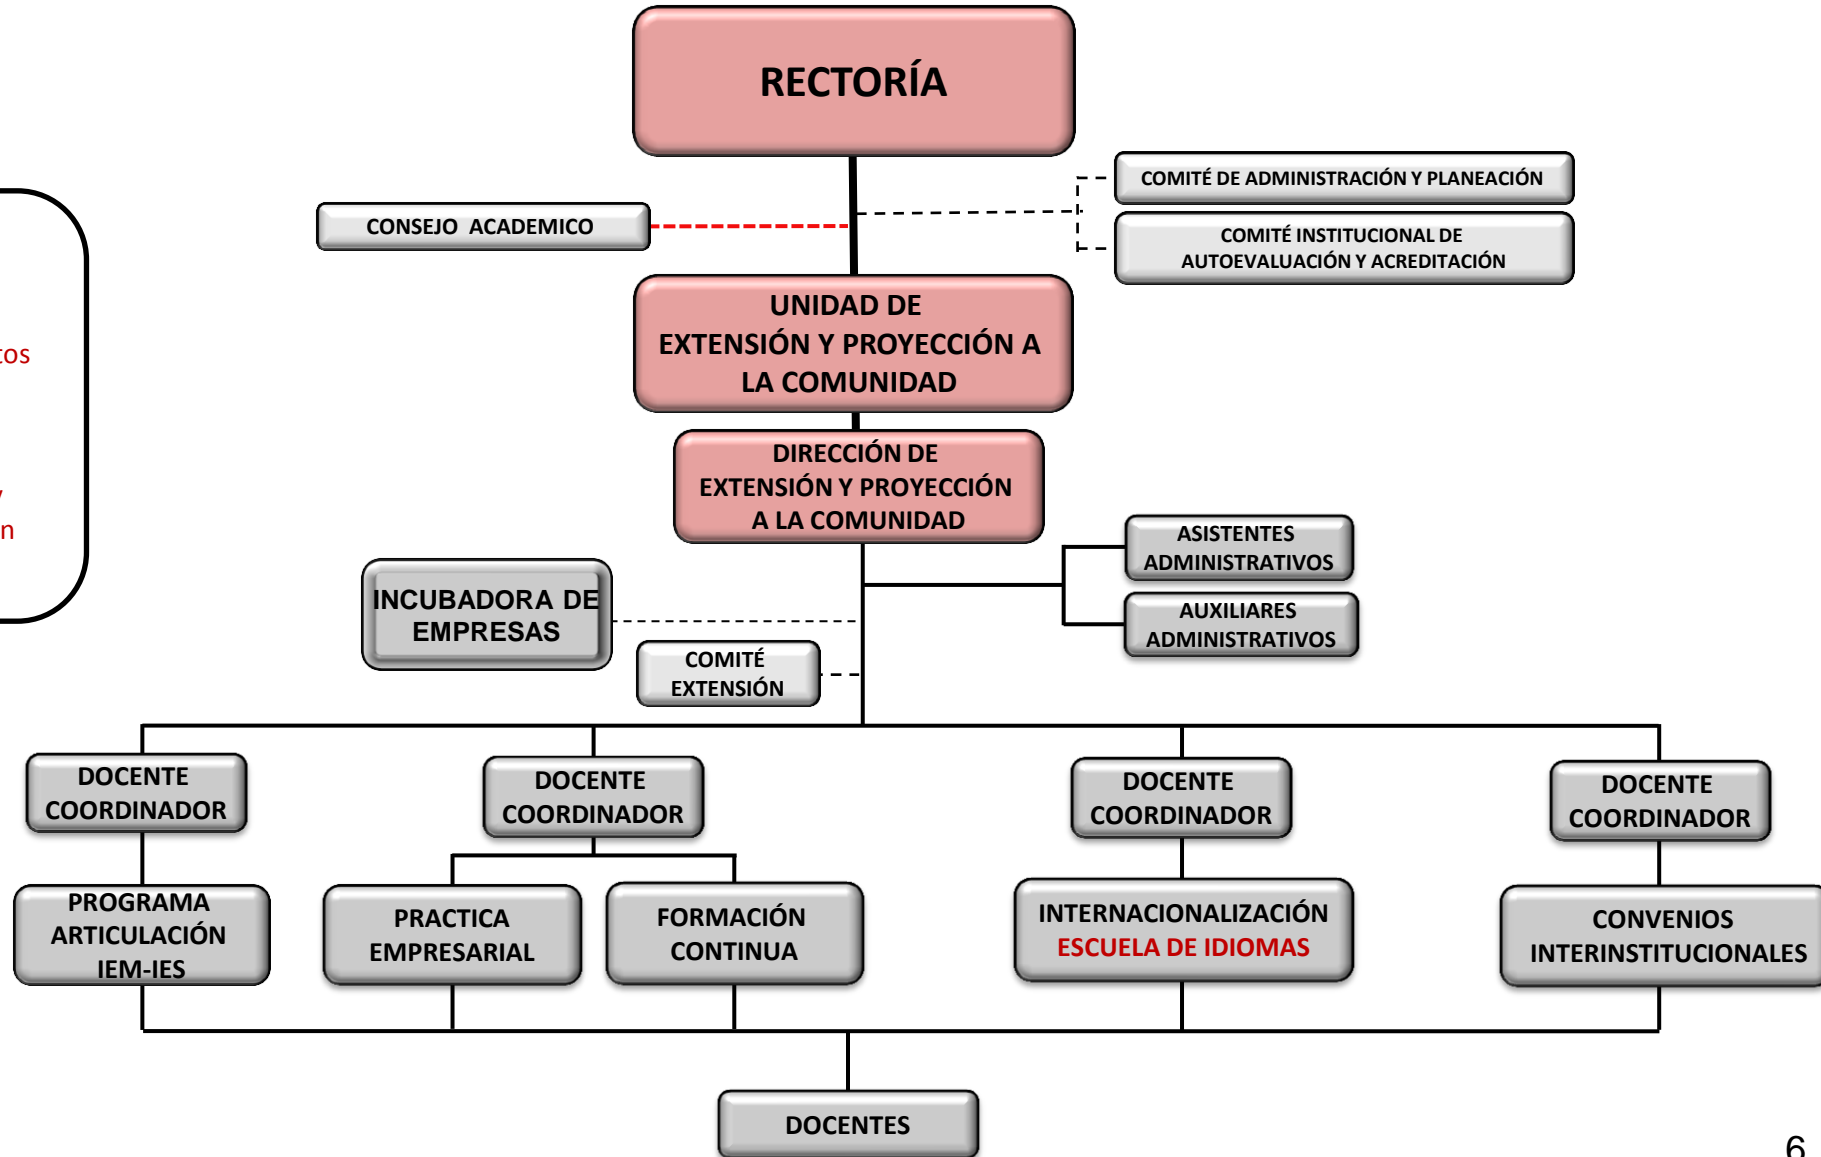 RECTORÍA
COMITÉ DE ADMINISTRACIÓN Y PLANEACIÓN
CONSEJO ACADEMICO
COMITÉ INSTITUCIONAL DE
AUTOEVALUACIÓN Y ACREDITACIÓN
UNIDAD DE
EXTENSIÓN Y PROYECCIÓN A
LA COMUNIDAD
DIRECCIÓN DE
EXTENSIÓN Y PROYECCIÓN
A LA COMUNIDAD
ASISTENTES
ADMINISTRATIVOS
INCUBADORA DE
EMPRESAS
AUXILIARES
ADMINISTRATIVOS
COMITÉ
EXTENSIÓN
DOCENTE
COORDINADOR
DOCENTE
COORDINADOR
DOCENTE
COORDINADOR
DOCENTE
COORDINADOR
PROGRAMA
ARTICULACIÓN
IEM-IES
PRACTICA
EMPRESARIAL
FORMACIÓN
CONTINUA
INTERNACIONALIZACIÓN
ESCUELA DE IDIOMAS
CONVENIOS
INTERINSTITUCIONALES
DOCENTES
6